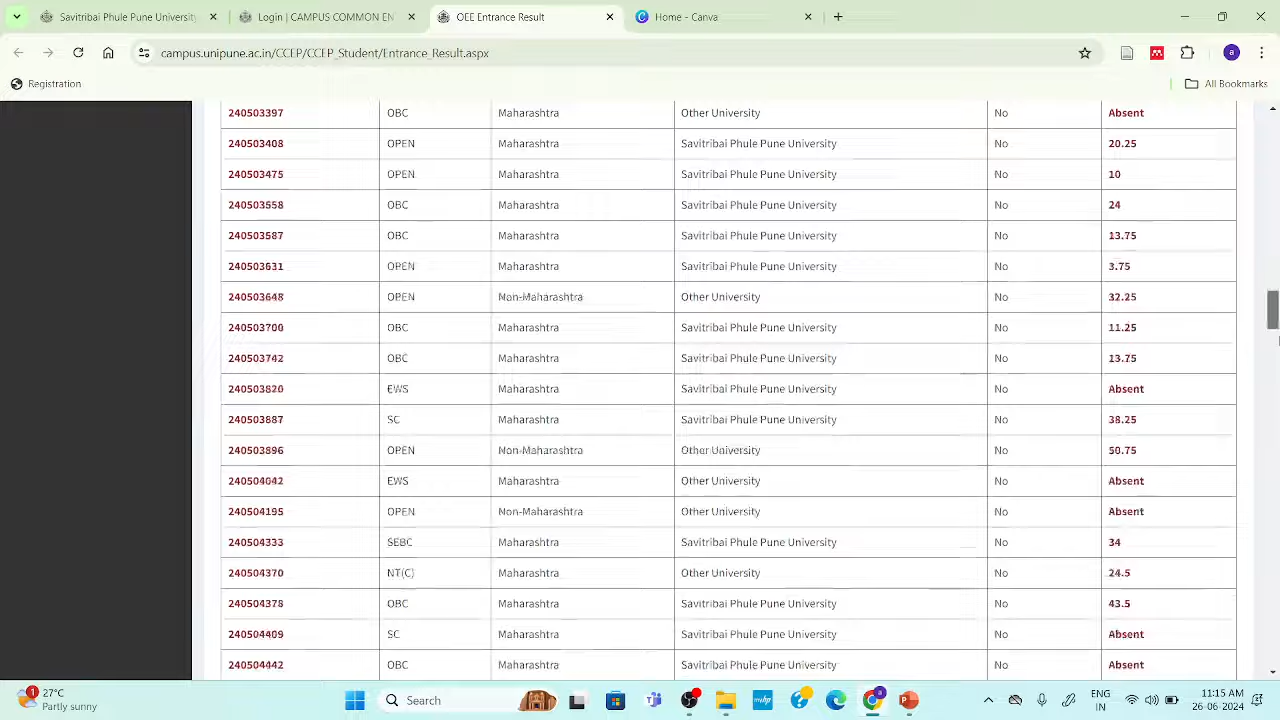 Savitribai Phule Pune Universit
Login | CAMPUS COMMON EN
OEE Entrance Result
Home - Canva
campus.unipune.ac.in/CCEP/CCEP_Student/Entrance_Result.aspx
Registration
All Bookmarks
240503397 OBC Maharashtra Other University No Absent
240503408 OPEN Maharashtra Savitribai Phule Pune University No 20.25
240503475 OPEN Maharashtra Savitribai Phule Pune University No 10
240503558 OBC Maharashtra Savitribai Phule Pune University No 24
240503587 OBC Maharashtra Savitribai Phule Pune University No 13.75
240503631 OPEN Maharashtra Savitribai Phule Pune University No 3.75
240503648 OPEN Non-Maharashtra Other University No 32.25
240503700 OBC Maharashtra Savitribai Phule Pune University No 11.25
240503742 OBC Maharashtra Savitribai Phule Pune University No 13.75
240503820 EWS Maharashtra Savitribai Phule Pune University No Absent
240503887 SC Maharashtra Savitribai Phule Pune University No 38.25
240503896 OPEN Non-Maharashtra Other University No 50.75
240504042 EWS Maharashtra Other University No Absent
240504195 OPEN Non-Maharashtra Other University No Absent
240504333 SEBC Maharashtra Savitribai Phule Pune University No 34
240504370 NT(C) Maharashtra Other University No 24.5
240504378 OBC Maharashtra Savitribai Phule Pune University No 43.5
240504409 SC Maharashtra Savitribai Phule Pune University No Absent
240504442 OBC Maharashtra Savitribai Phule Pune University No Absent
1
27°C
Partly sunny
Search
ENG
IN
11:15 AM
26-06-2024